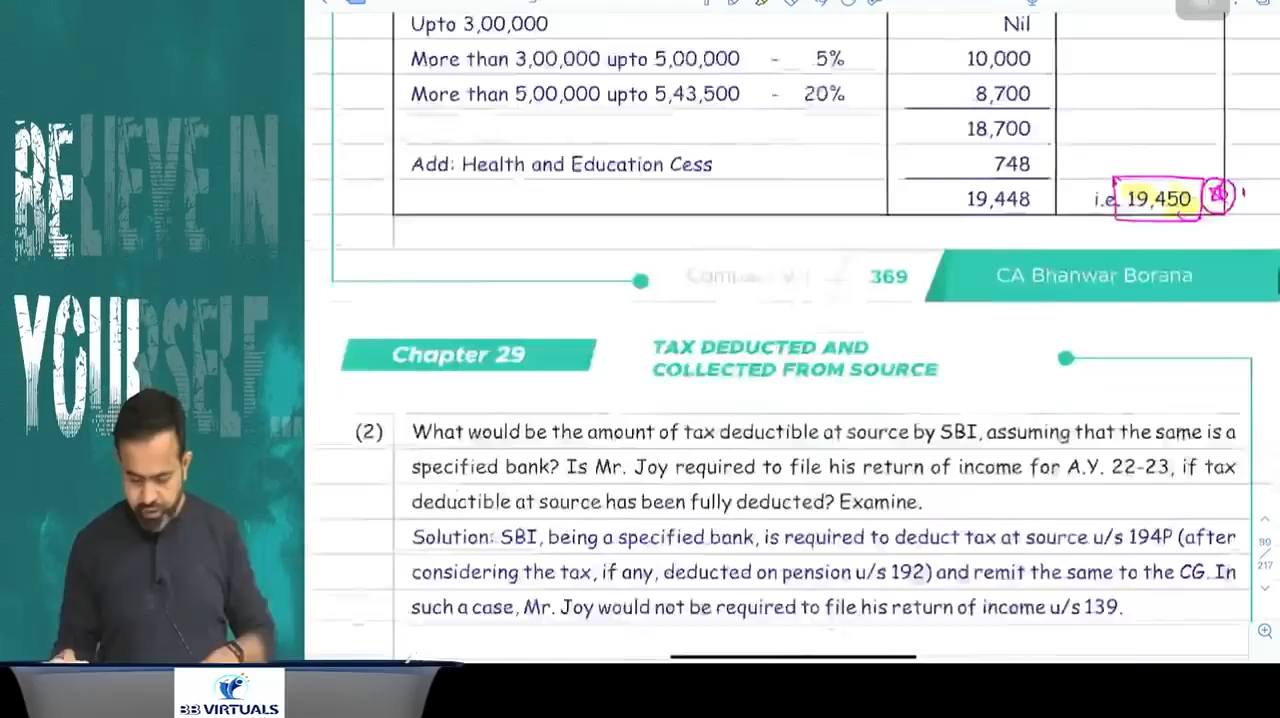 BELIEVE IN
YOURSELF...
Upto 3,00,000 Nil
More than 3,00,000 upto 5,00,000 - 5% 10,000
More than 5,00,000 upto 5,43,500 - 20% 8,700
18,700
Add: Health and Education Cess 748
19,448 i.e. 19,450
369 CA Bhanwar Borana
Chapter 29 TAX DEDUCTED AND
COLLECTED FROM SOURCE
(2) What would be the amount of tax deductible at source by SBI, assuming that the same is a
specified bank? Is Mr. Joy required to file his return of income for A.Y. 22-23, if tax
deductible at source has been fully deducted? Examine.
Solution: SBI, being a specified bank, is required to deduct tax at source u/s 194P (after
considering the tax, if any, deducted on pension u/s 192) and remit the same to the CG. In
such a case, Mr. Joy would not be required to file his return of income u/s 139.
80
217
BB VIRTUALS